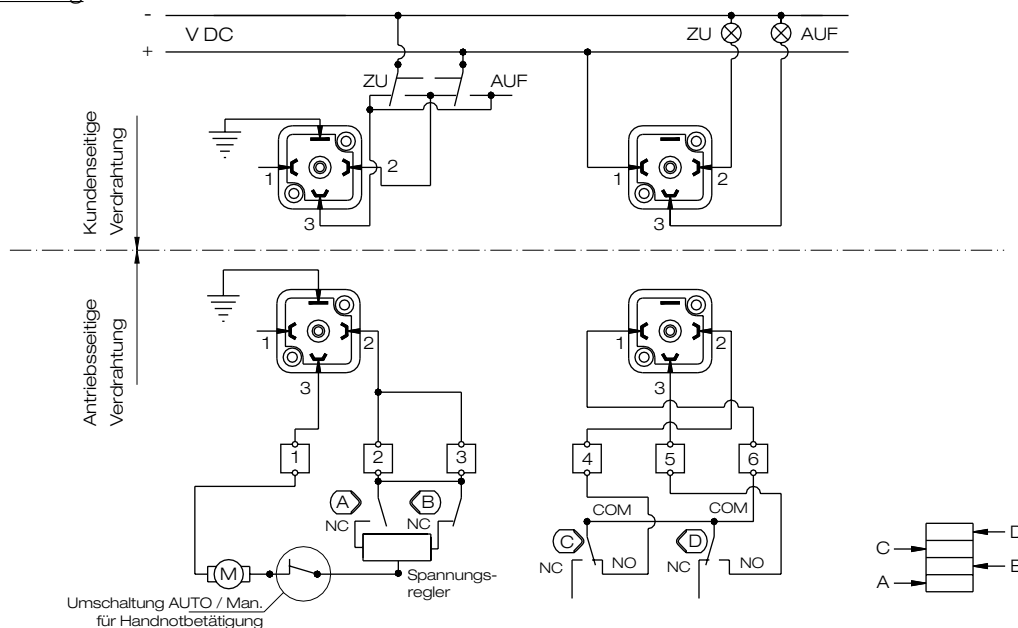 -
V DC
+
ZU
AUF
ZU
AUF
Kundenseitige
Verdrahtung
1
2
3
1
2
3
Antriebsseitige
Verdrahtung
1
2
3
1
2
3
1
2
3
4
5
6
A
B
NC
NC
COM
COM
C
D
NC
NO
NC
NO
M
Spannungs-
regler
Umschaltung AUTO / Man.
für Handnotbetätigung
D
C
B
A